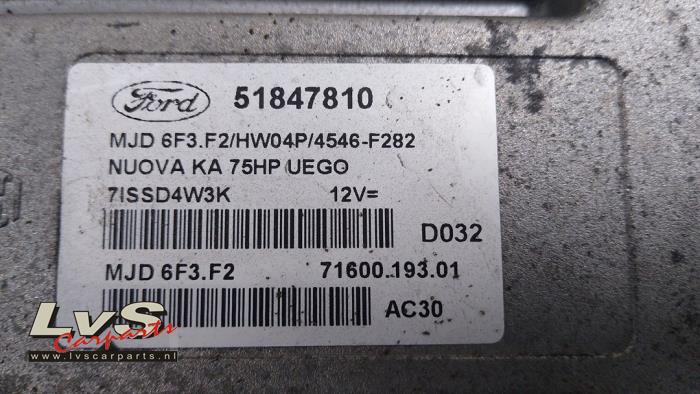 Ford 51847810
MJD 6F3.F2/HW04P/4546-F282
NUOVA KA 75HP UEGO
7ISSD4W3K 12V=
D032
MJD 6F3.F2 71600.193.01
AC30
LvS
Carparts
www.lvscarparts.nl